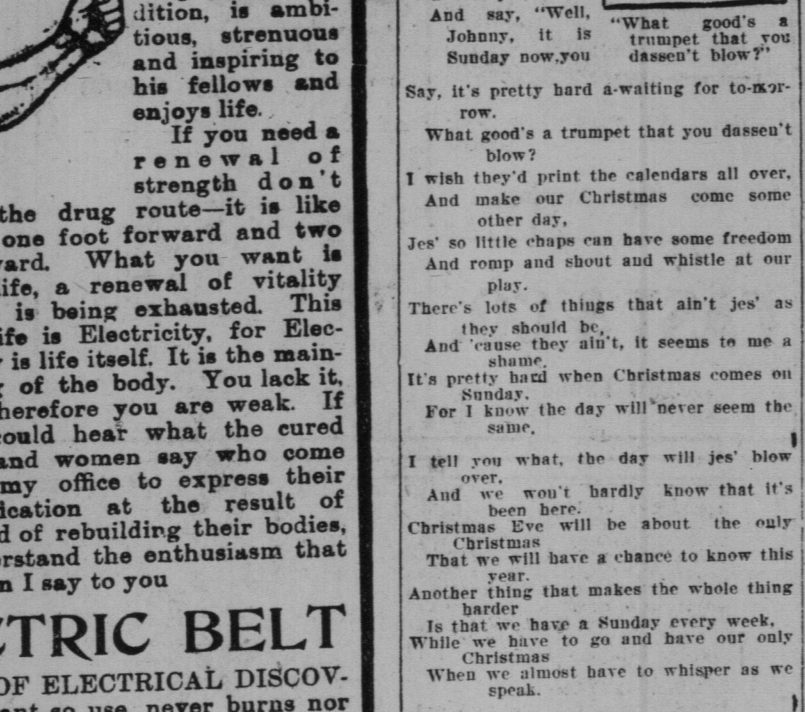 dition, is ambi-
tious, strenuous
and inspiring to
his fellows and
enjoys life.
If you need a
renewal of
strength don't
the drug route—it is like
one foot forward and two
ard. What you want is
ife, a renewal of vitality
is being exhausted. This
ife is Electricity, for Elec-
is life itself. It is the main-
of the body. You lack it,
herefore you are weak. If
ould hear what the cured
and women say who come
my office to express their
ication at the result of
d of rebuilding their bodies,
rstand the enthusiasm that
n I say to you
CTRIC BELT
OF ELECTRICAL DISCOV-
so use, never burns nor
And say, "Well,
Johnny, it is
Sunday now, you
"What good's a
trumpet that you
dassen't blow?"
Say, it's pretty hard a-waiting for to-mor-
row.
What good's a trumpet that you dassen't
blow?
I wish they'd print the calendars all over,
And make our Christmas come some
other day,
Jes' so little chaps can have some freedom
And romp and shout and whistle at our
play.
There's lots of things that ain't jes' as
they should be,
And 'cause they ain't, it seems to me a
shame.
It's pretty hard when Christmas comes on
Sunday,
For I know the day will never seem the
same.
I tell you what, the day will jes' blow
over,
And we won't hardly know that it's
been here.
Christmas Eve will be about the only
Christmas
That we will have a chance to know this
year.
Another thing that makes the whole thing
harder
Is that we have a Sunday every week,
While we have to go and have our only
Christmas
When we almost have to whisper as we
speak.